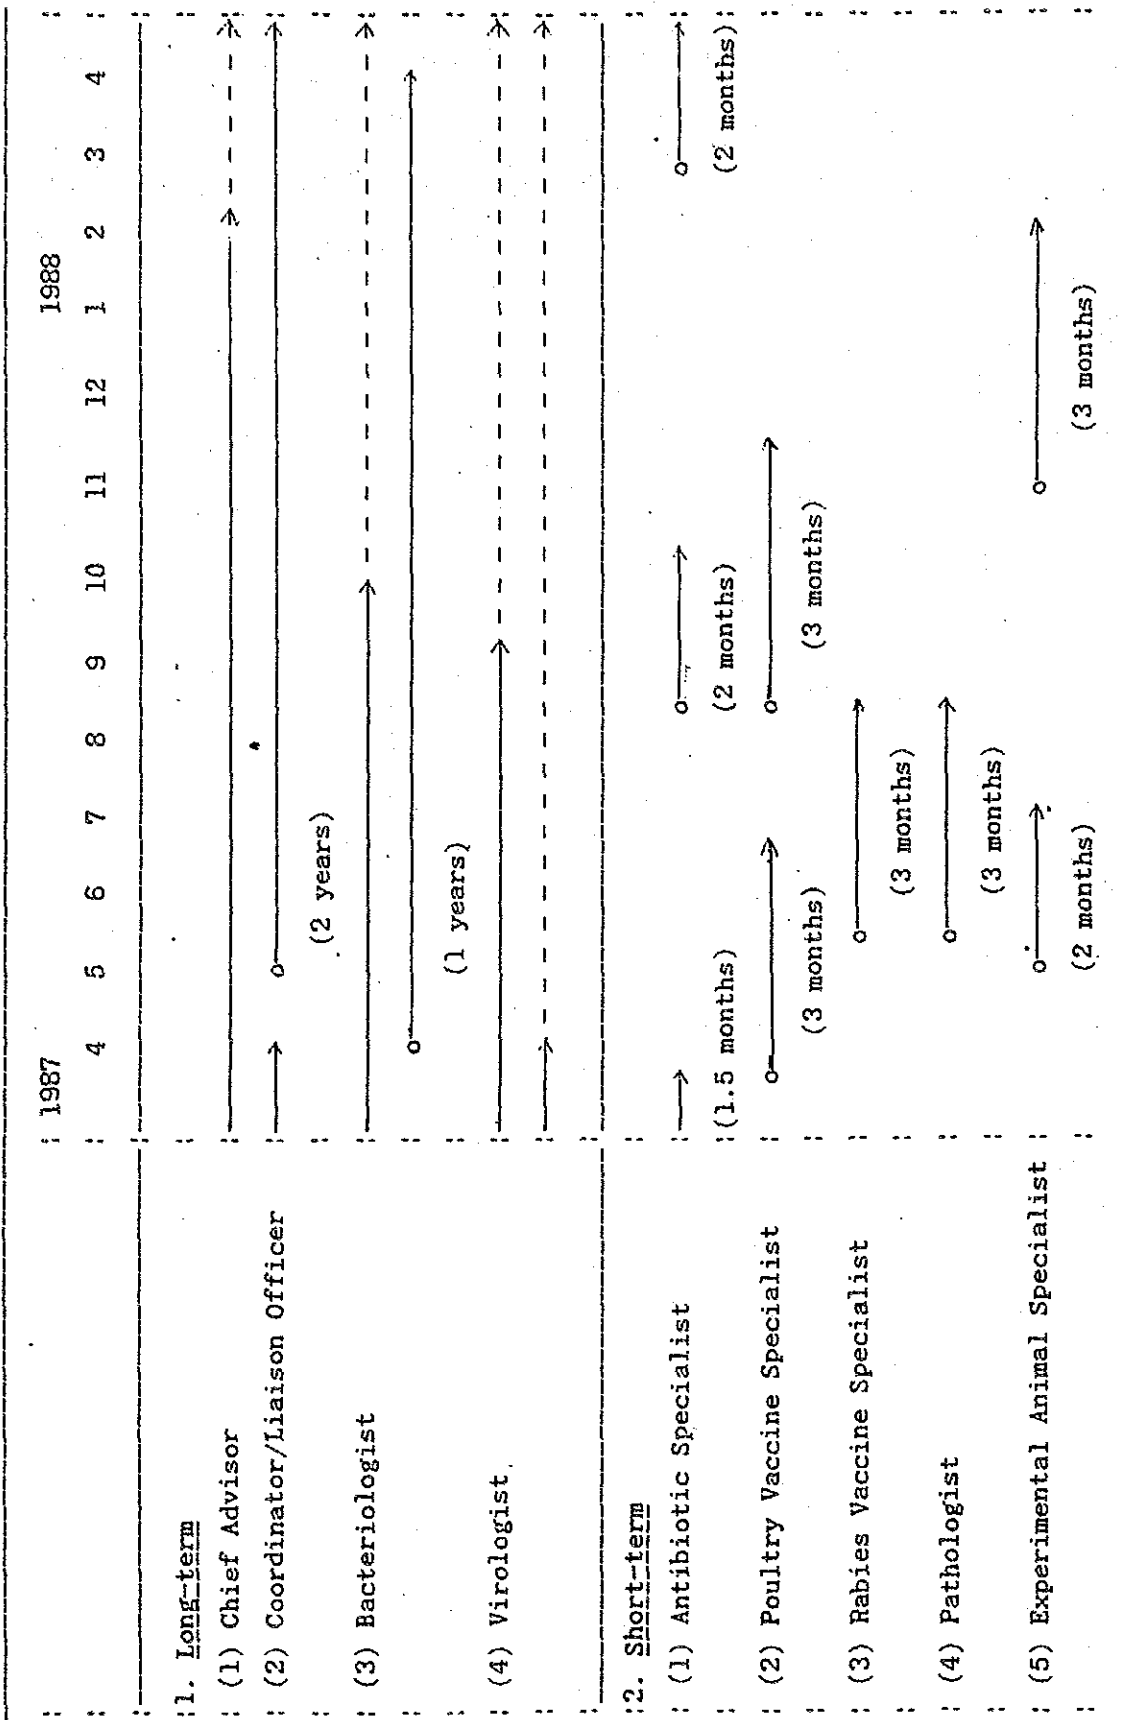 1987 1988
4 5 6 7 8 9 10 11 12 1 2 3 4
1. Long-term
(1) Chief Advisor
(2) Coordinator/Liaison Officer
(2 years)
(3) Bacteriologist
(1 years)
(4) Virologist
2. Short-term
(1) Antibiotic Specialist
(1.5 months) (2 months) (2 months)
(2) Poultry Vaccine Specialist
(3 months) (3 months)
(3) Rabies Vaccine Specialist
(3 months)
(4) Pathologist
(3 months)
(5) Experimental Animal Specialist
(2 months) (3 months)